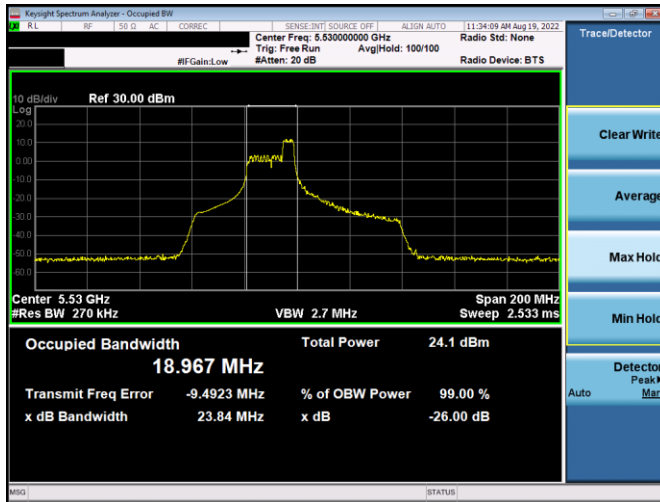 Keysight Spectrum Analyzer - Occupied BW
RL RF 50 Ω AC CORREC SENSE:INT SOURCE OFF ALIGN AUTO 11:34:09 AM Aug 19, 2022
Center Freq: 5.530000000 GHz Radio Std: None
Trig: Free Run Avg|Hold: 100/100
#IFGain:Low #Atten: 20 dB Radio Device: BTS
Trace/Detector
10 dB/div Ref 30.00 dBm
Log
20.0
10.0
0.00
-10.0
-20.0
-30.0
-40.0
-50.0
-60.0
Center 5.53 GHz Span 200 MHz
#Res BW 270 kHz VBW 2.7 MHz Sweep 2.533 ms
Occupied Bandwidth Total Power 24.1 dBm
18.967 MHz
Transmit Freq Error -9.4923 MHz % of OBW Power 99.00 %
x dB Bandwidth 23.84 MHz x dB -26.00 dB
Clear Write
Average
Max Hold
Min Hold
Detector
Peak
Auto Man
MSG STATUS